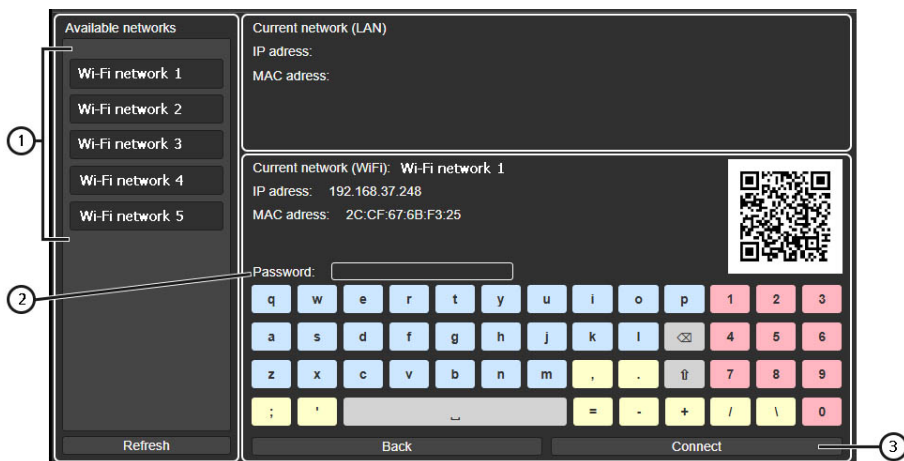 Available networks
Wi-Fi network 1
Wi-Fi network 2
Wi-Fi network 3
Wi-Fi network 4
Wi-Fi network 5
Refresh
1
2
Current network (LAN)
IP adress:
MAC adress:
Current network (WiFi): Wi-Fi network 1
IP adress: 192.168.37.248
MAC adress: 2C:CF:67:6B:F3:25
Password:
q w e r t y u i o p 1 2 3
a s d f g h j k l ⌫ 4 5 6
z x c v b n m , . ⇧ 7 8 9
; ' ⎵ = - + / \ 0
Back Connect
3